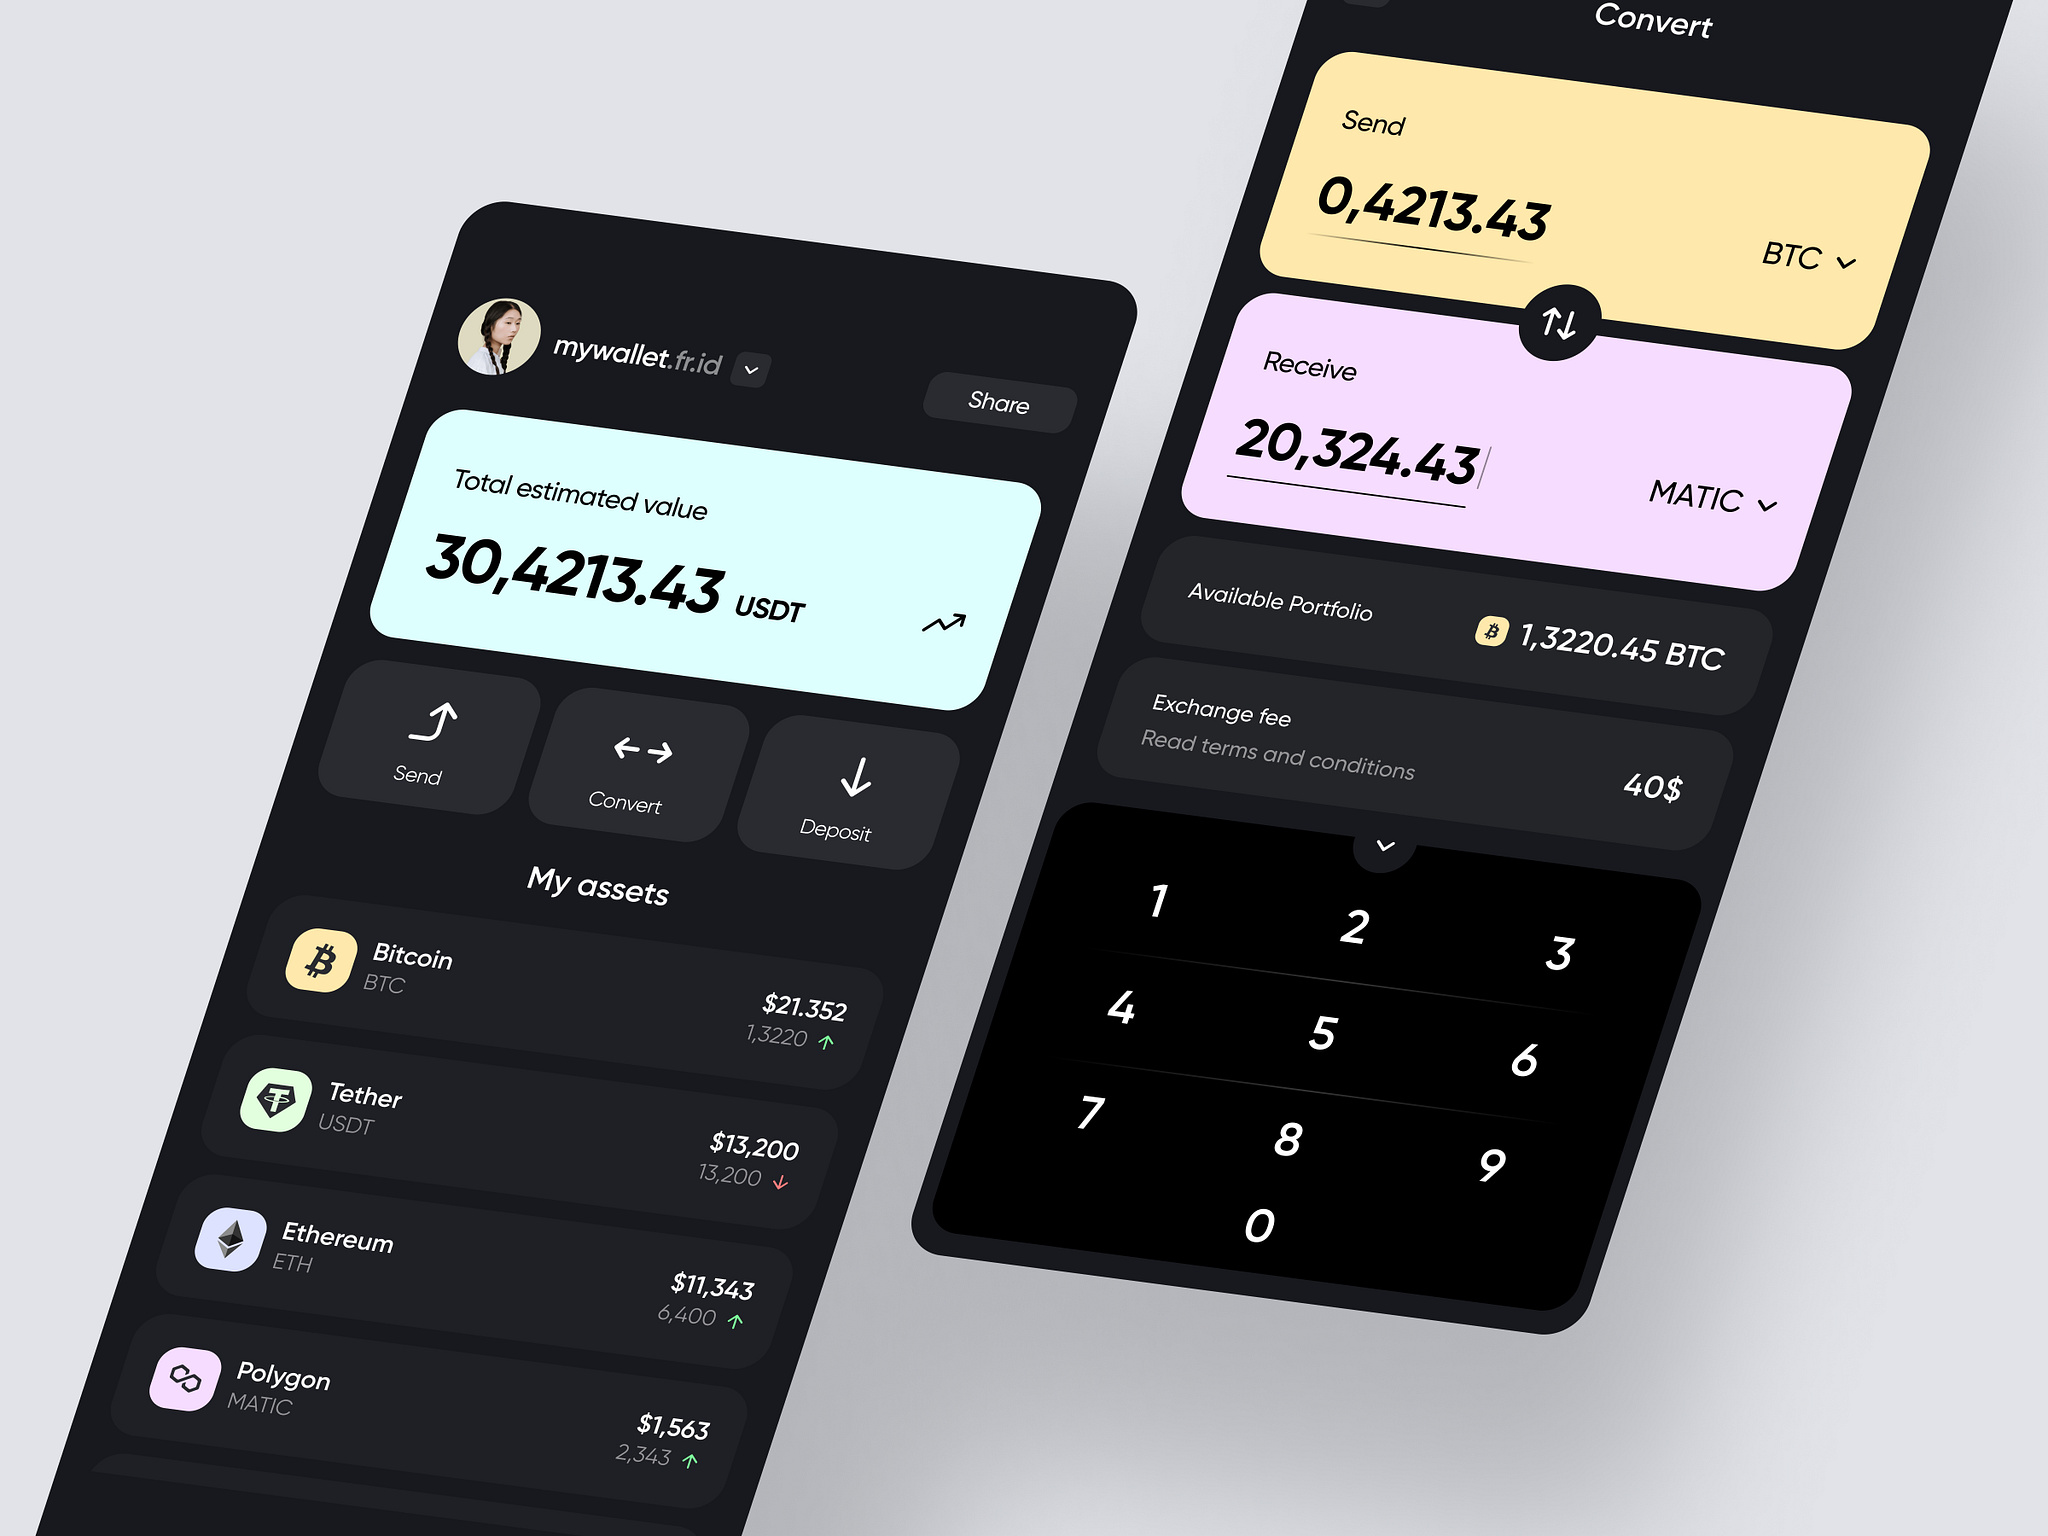 mywallet.fr.id
Share
Total estimated value
30,4213.43 USDT
Send
Convert
Deposit
My assets
Bitcoin
BTC
$21.352
1,3220
Tether
USDT
$13,200
13,200
Ethereum
ETH
$11,343
6,400
Polygon
MATIC
$1,563
2,343
Convert
Send
0,4213.43
BTC
Receive
20,324.43
MATIC
Available Portfolio
1,3220.45 BTC
Exchange fee
Read terms and conditions
40$
1 2 3
4 5 6
7 8 9
0